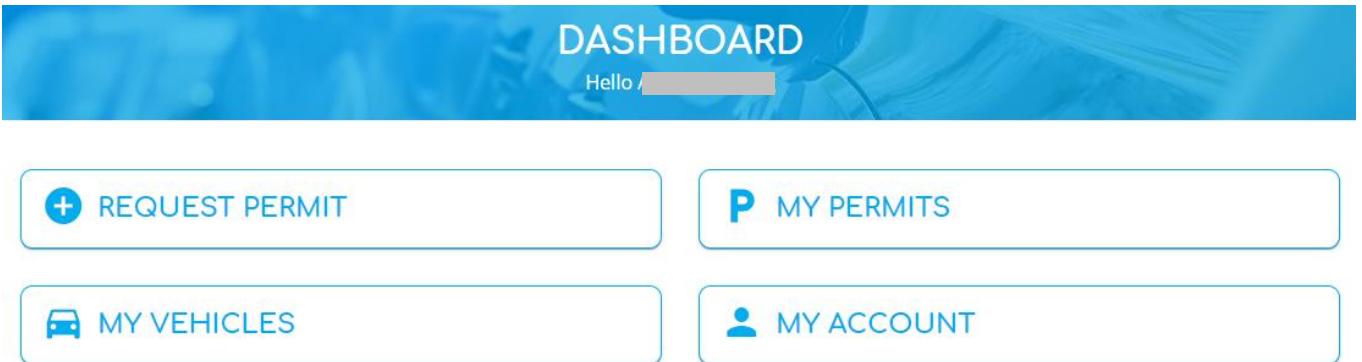 DASHBOARD
Hello
REQUEST PERMIT
P MY PERMITS
MY VEHICLES
MY ACCOUNT